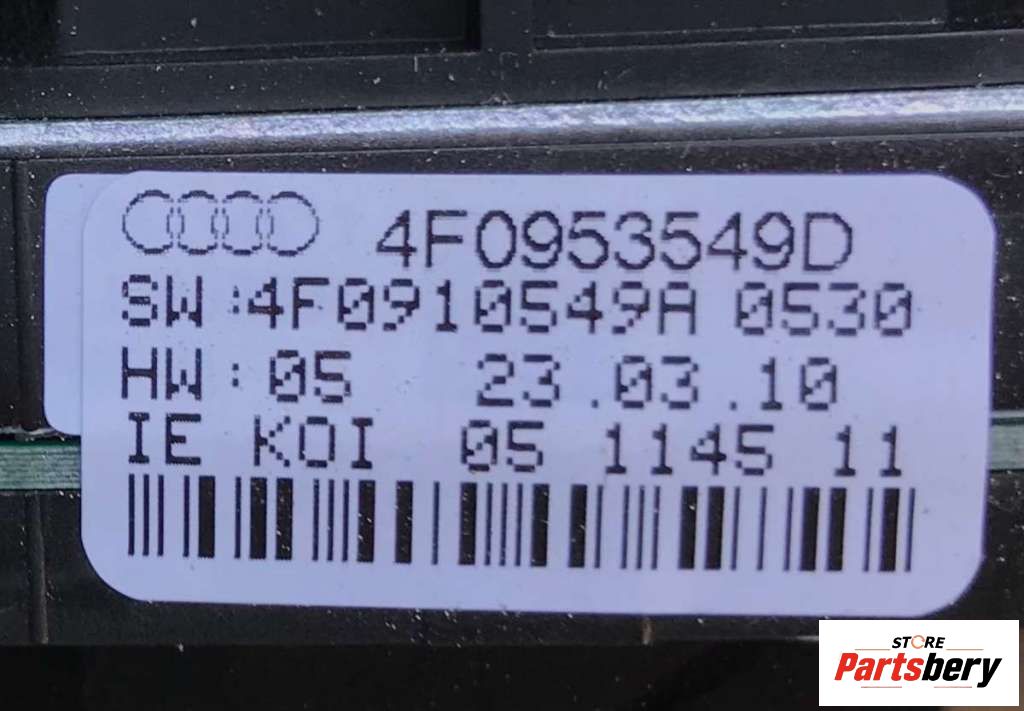 4F0953549D
SW:4F0910549A 0530
HW:05 23.03.10
IE KOI 05 1145 11
STORE
Partsbery